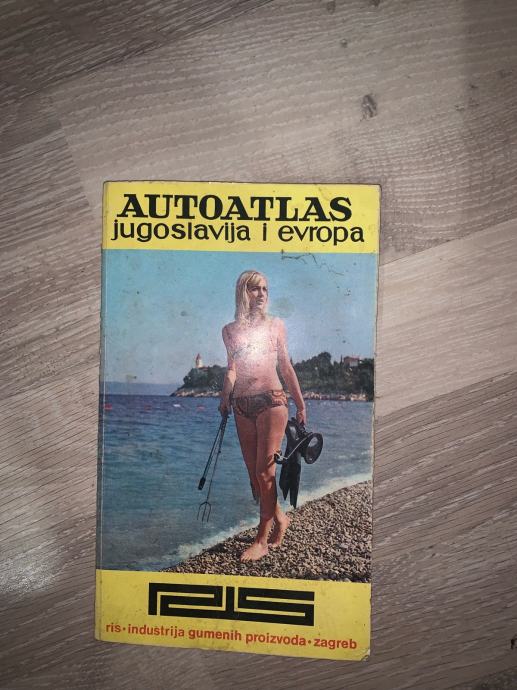 AUTOATLAS
jugoslavija i evropa
RIS
ris•industrija gumenih proizvoda•zagreb